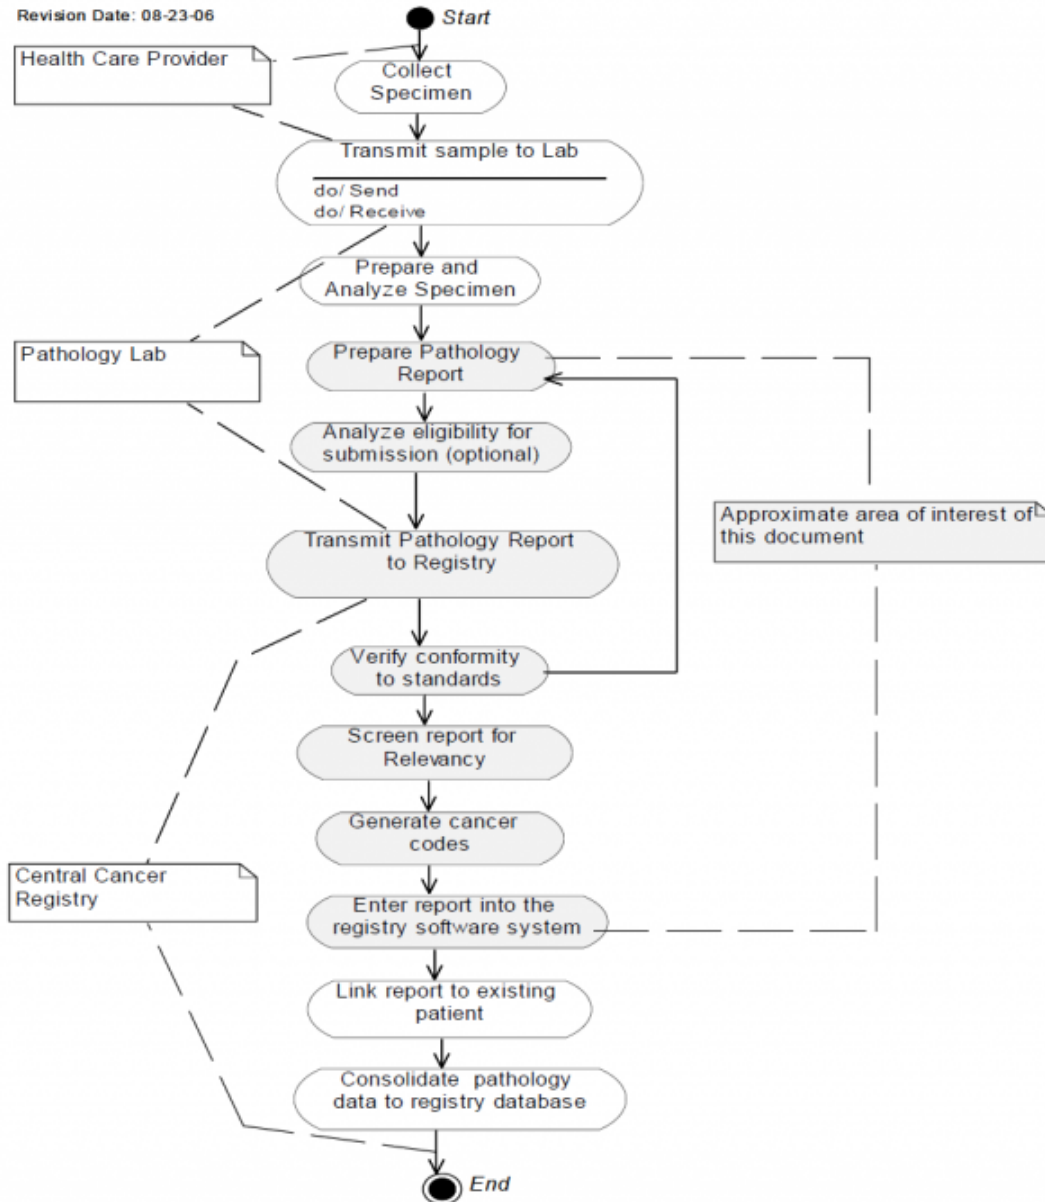 Revision Date: 08-23-06
Start
Health Care Provider
Collect
Specimen
Transmit sample to Lab
do/ Send
do/ Receive
Prepare and
Analyze Specimen
Pathology Lab
Prepare Pathology
Report
Analyze eligibility for
submission (optional)
Approximate area of interest of
this document
Transmit Pathology Report
to Registry
Verify conformity
to standards
Screen report for
Relevancy
Generate cancer
codes
Central Cancer
Registry
Enter report into the
registry software system
Link report to existing
patient
Consolidate pathology
data to registry database
End